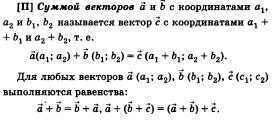 [П] Суммой векторов a⃗ и b⃗ с координатами a₁,
a₂ и b₁, b₂ называется вектор c⃗ с координатами a₁ +
+ b₁ и a₂ + b₂, т. е.
a⃗(a₁; a₂) + b⃗ (b₁; b₂) = c⃗ (a₁ + b₁; a₂ + b₂).
Для любых векторов a⃗ (a₁; a₂), b⃗ (b₁; b₂), c⃗ (c₁; c₂)
выполняются равенства:
a⃗ + b⃗ = b⃗ + a⃗, a⃗ + (b⃗ + c⃗) = (a⃗ + b⃗) + c⃗.